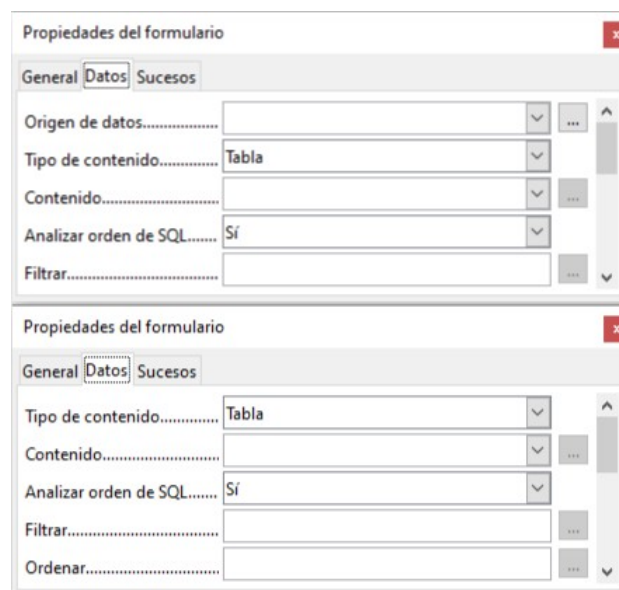 Propiedades del formulario x
General Datos Sucesos
Origen de datos.................. ...
Tipo de contenido.............. Tabla
Contenido............................ ...
Analizar orden de SQL....... Sí
Filtrar.................................... ...
Propiedades del formulario x
General Datos Sucesos
Tipo de contenido.............. Tabla
Contenido............................ ...
Analizar orden de SQL....... Sí
Filtrar.................................... ...
Ordenar................................ ...